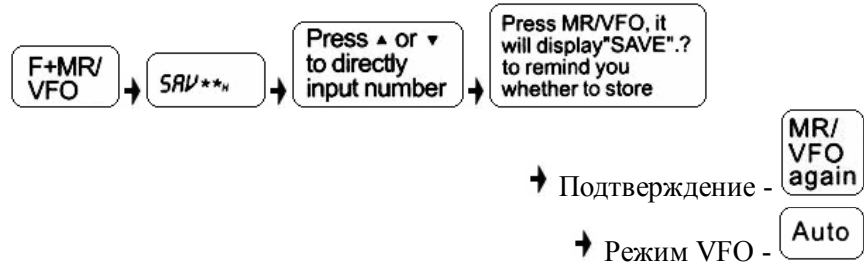 F+MR/
VFO
SAV**N
Press ▲ or ▼
to directly
input number
Press MR/VFO, it
will display"SAVE".?
to remind you
whether to store
Подтверждение -
MR/
VFO
again
Режим VFO -
Auto